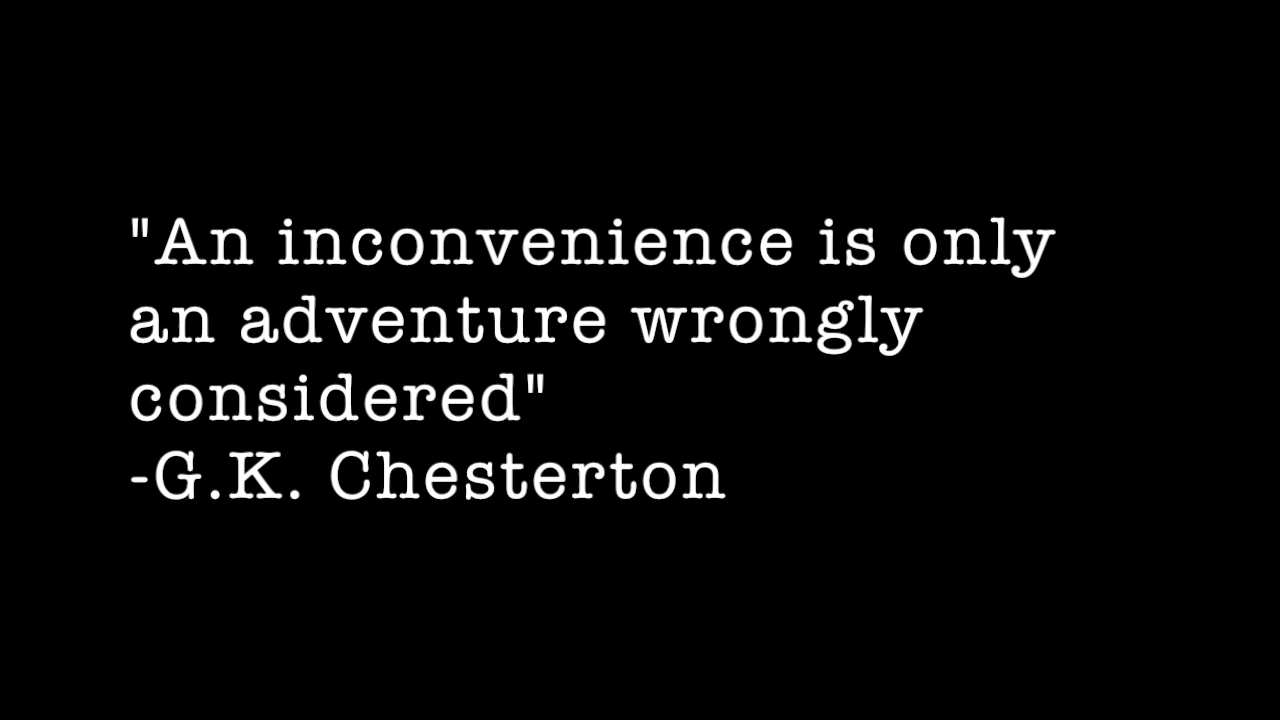 "An inconvenience is only
an adventure wrongly
considered"
-G.K. Chesterton